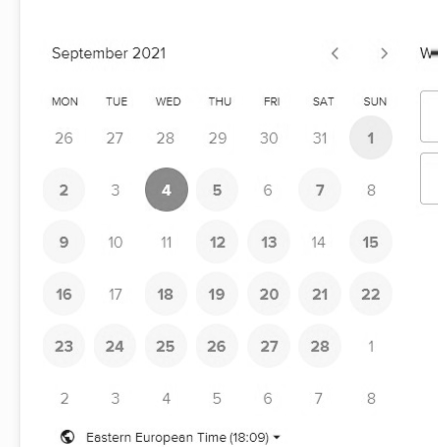 September 2021
MON TUE WED THU FRI SAT SUN
26 27 28 29 30 31 1
2 3 4 5 6 7 8
9 10 11 12 13 14 15
16 17 18 19 20 21 22
23 24 25 26 27 28 1
2 3 4 5 6 7 8
Eastern European Time (18:09)